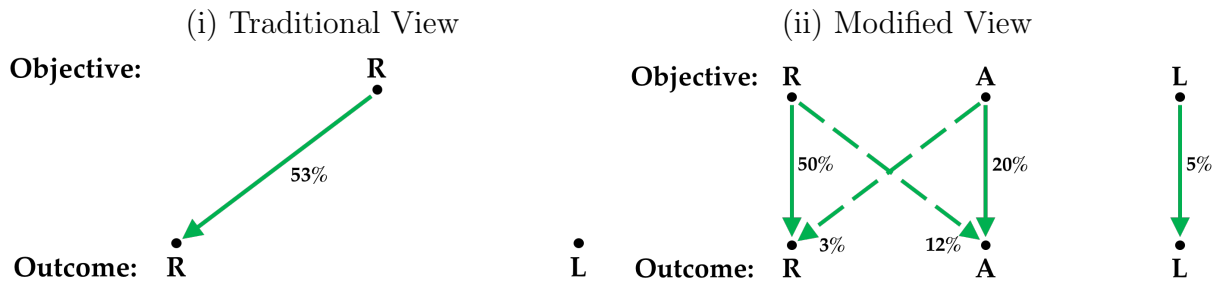 (i) Traditional View
Objective: R
53%
Outcome: R L
(ii) Modified View
Objective: R A L
50% 20% 5%
3% 12%
Outcome: R A L